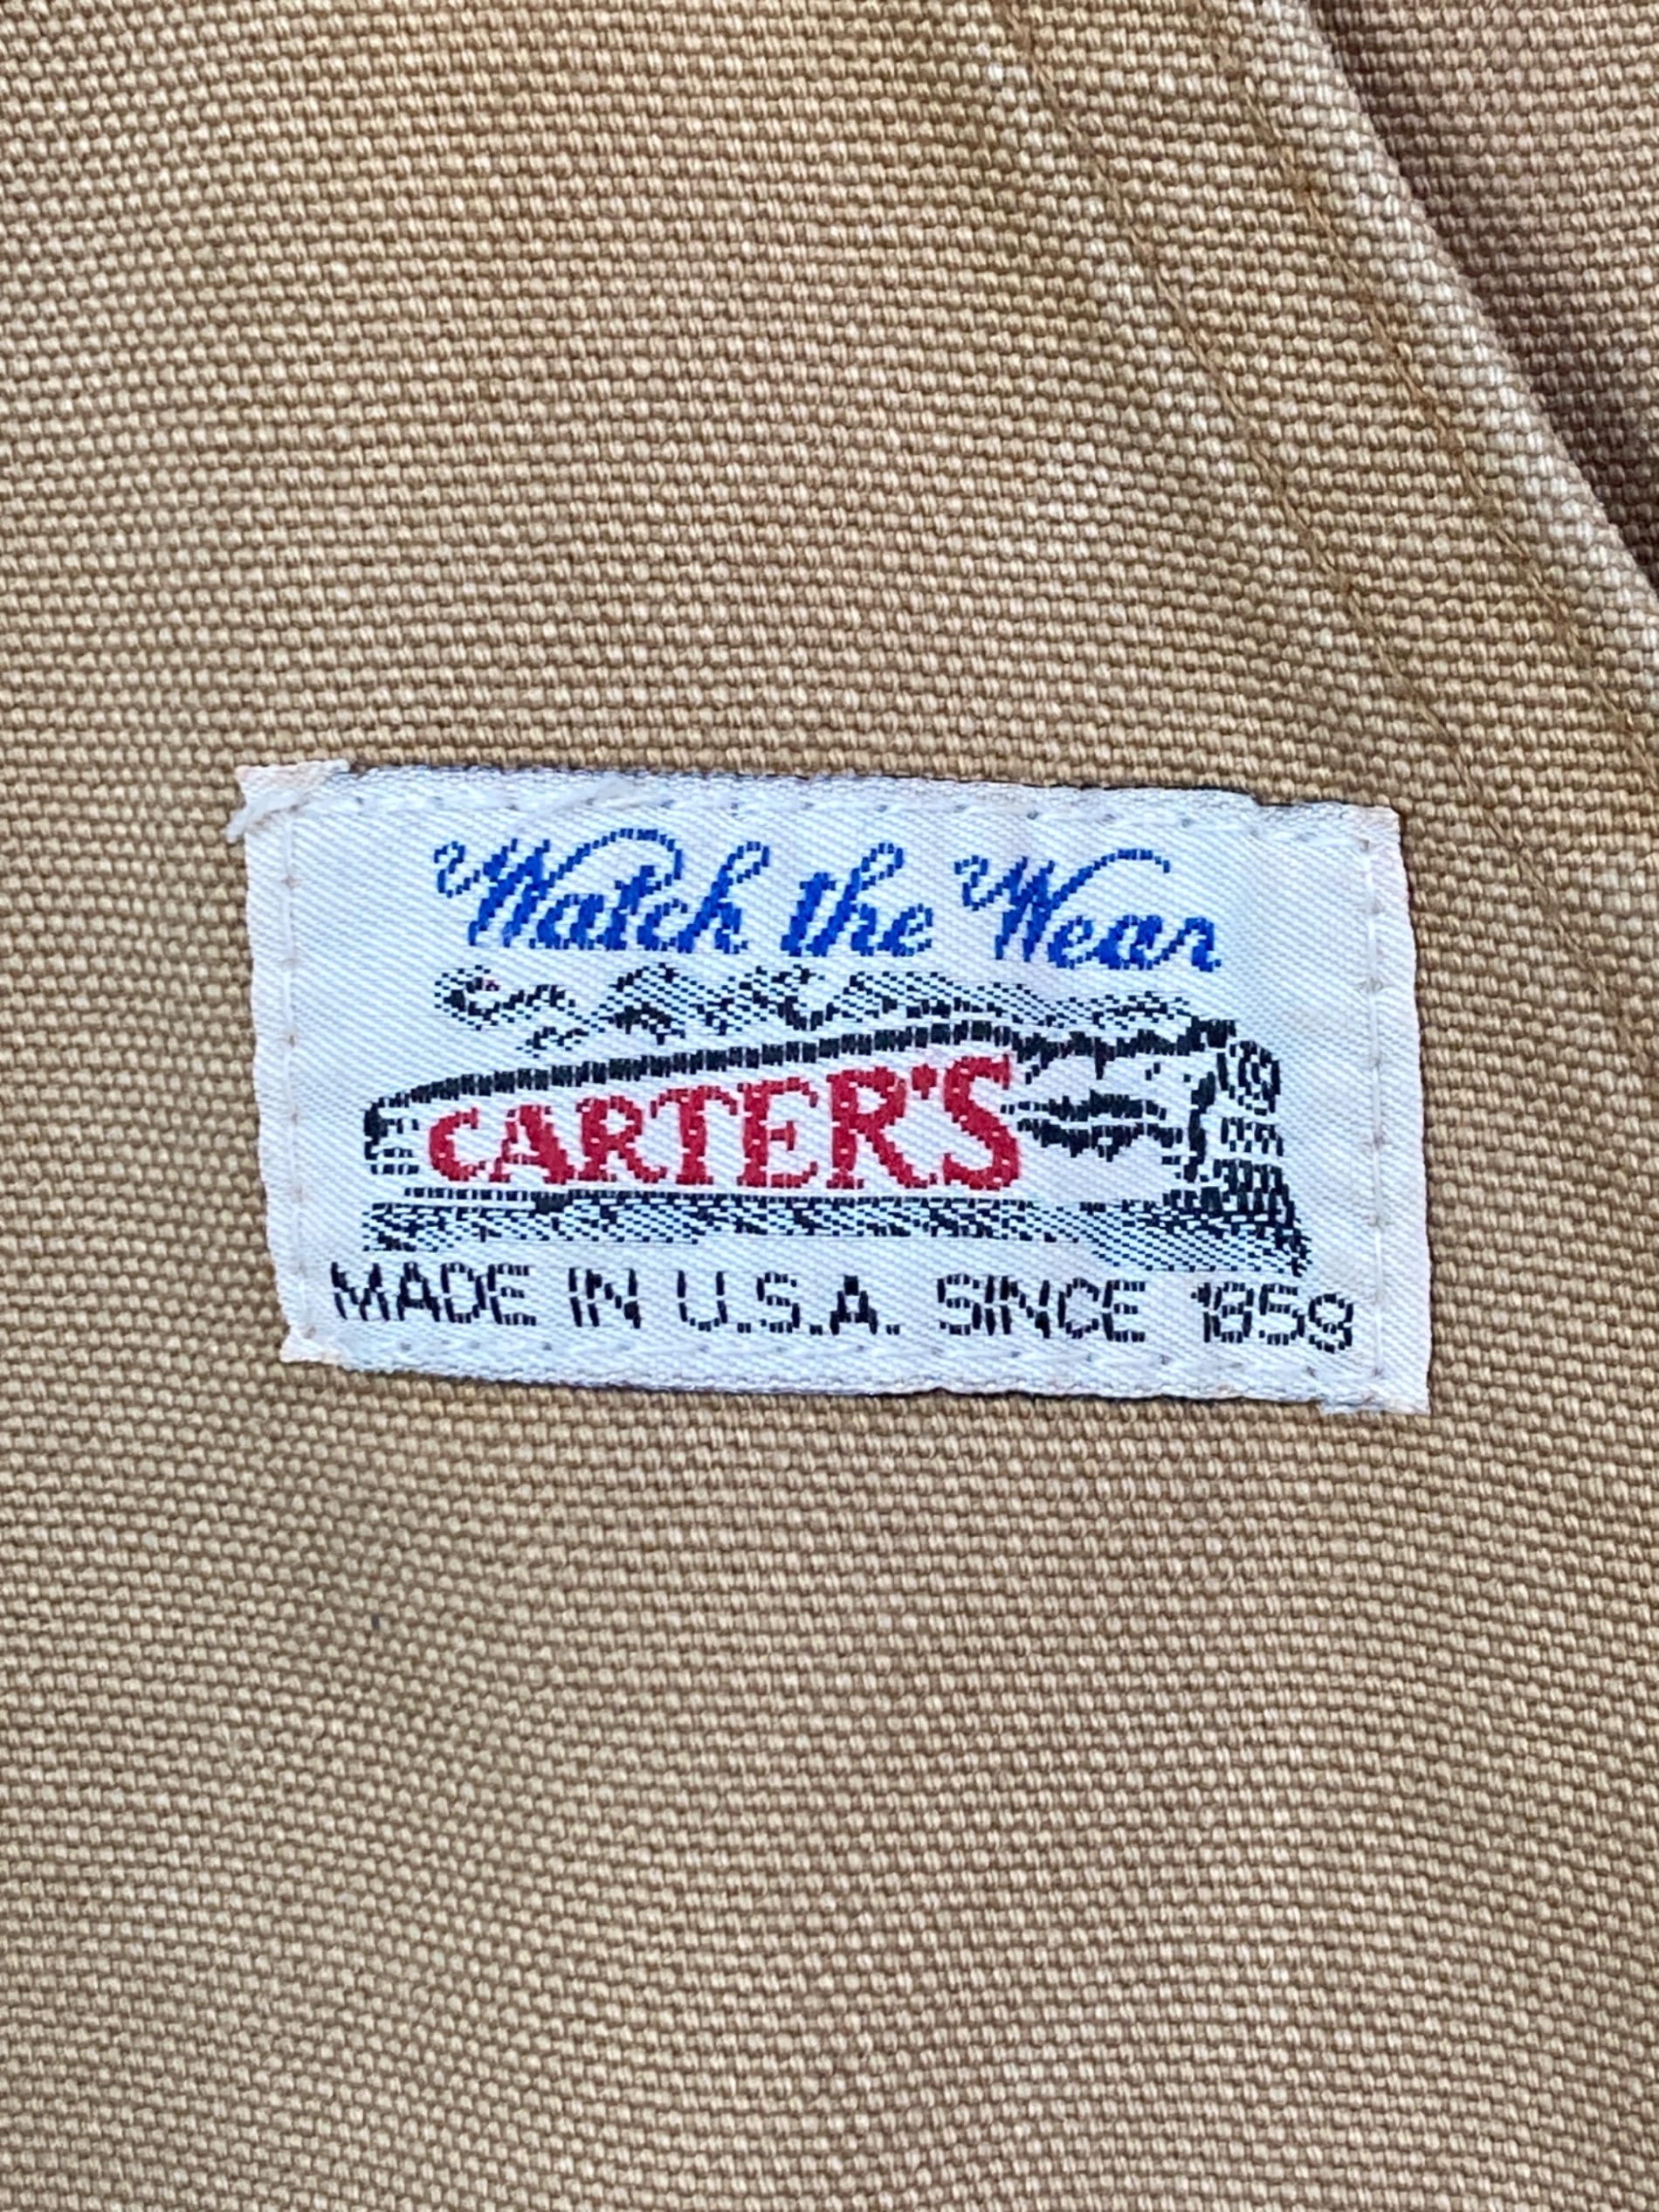 Watch the Wear
CARTER'S
MADE IN U.S.A. SINCE 1859